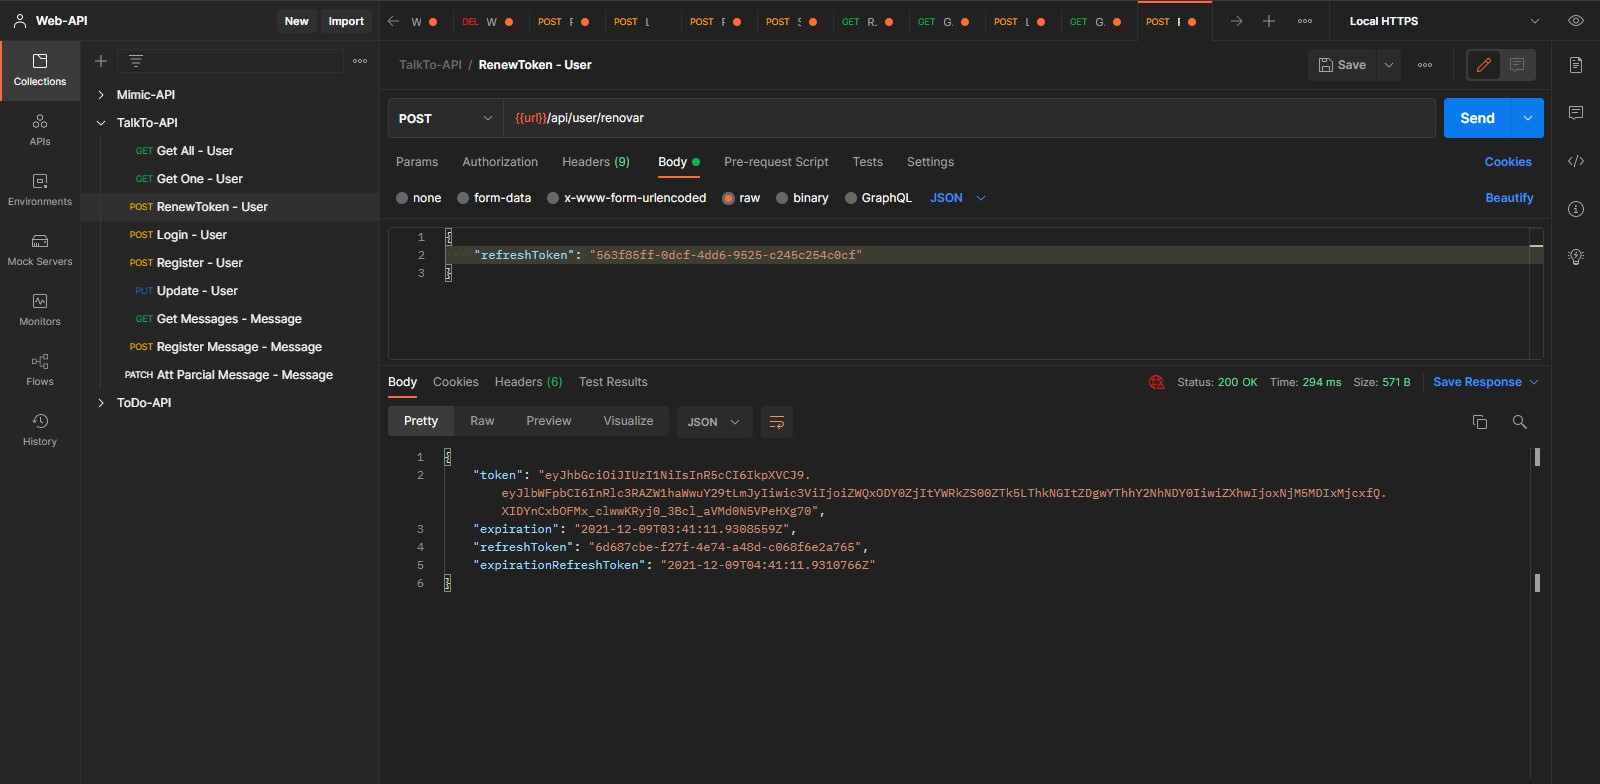 Web-API
New
Import
W
DEL W
POST F
POST L
POST F
POST S
GET R.
GET G.
POST L
GET G.
POST F
Local HTTPS
Collections
APIs
Environments
Mock Servers
Monitors
Flows
History
Mimic-API
TalkTo-API
GET Get All - User
GET Get One - User
POST RenewToken - User
POST Login - User
POST Register - User
PUT Update - User
GET Get Messages - Message
POST Register Message - Message
PATCH Att Parcial Message - Message
ToDo-API
TalkTo-API / RenewToken - User
Save
POST
{{url}}/api/user/renovar
Send
Params Authorization Headers (9) Body Pre-request Script Tests Settings Cookies
none form-data x-www-form-urlencoded raw binary GraphQL JSON Beautify
1 {
2 "refreshToken": "563f85ff-0dcf-4dd6-9525-c245c254c0cf"
3 }
Body Cookies Headers (6) Test Results Status: 200 OK Time: 294 ms Size: 571 B Save Response
Pretty Raw Preview Visualize JSON
1 {
2 "token": "eyJhbGciOiJIUzI1NiIsInR5cCI6IkpXVCJ9.
eyJlbWFpbCI6InRlc3RAZW1haWwuY29tLmJyIiwic3ViIjoiZWQxODY0ZjItYWRkZS00ZTk5LThkNGItZDgwYThhY2NhNDY0IiwiZXhwIjoxNjM5MDIxMjcxfQ.
XIDYnCxbOFMx_clwwKRyj0_3Bcl_aVMd0N5VPeHXg70",
3 "expiration": "2021-12-09T03:41:11.9308559Z",
4 "refreshToken": "6d687cbe-f27f-4e74-a48d-c068f6e2a765",
5 "expirationRefreshToken": "2021-12-09T04:41:11.9310766Z"
6 }